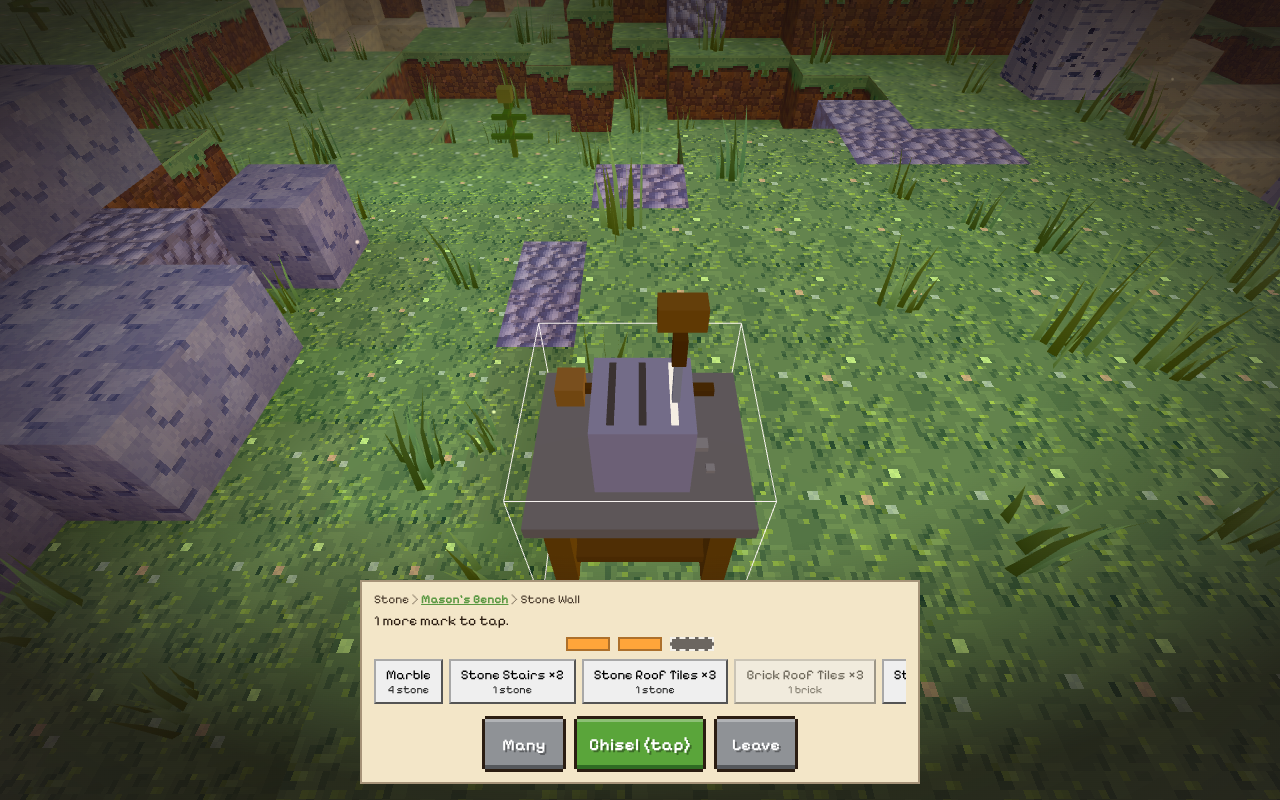 Stone > Mason's Bench > Stone Wall
1 more mark to tap.
Marble
4 stone
Stone Stairs ×2
1 stone
Stone Roof Tiles ×3
1 stone
Brick Roof Tiles ×3
1 brick
St
Many
Chisel (tap)
Leave